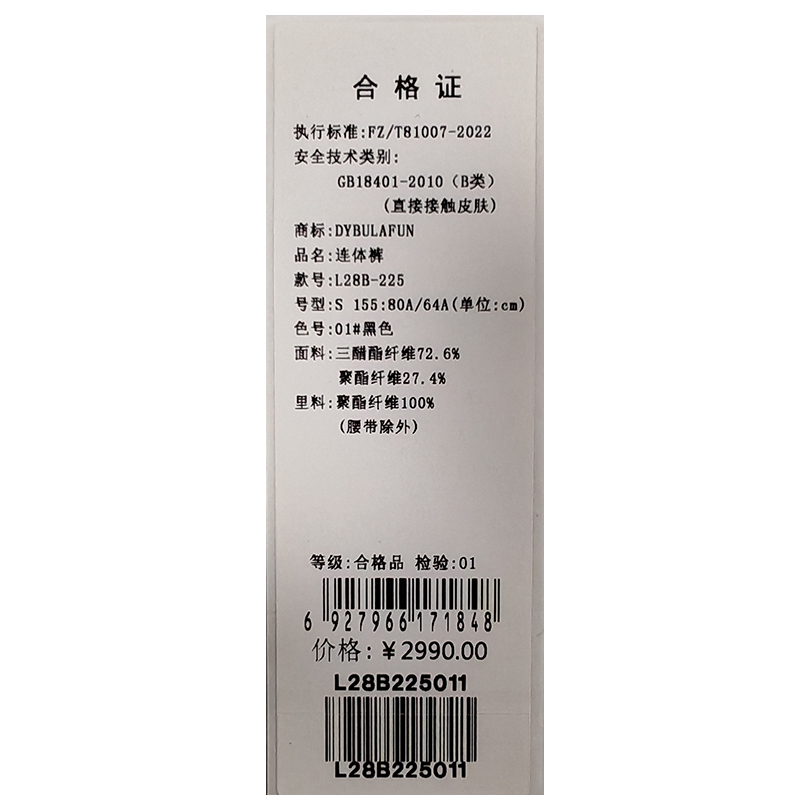 合格证
执行标准:FZ/T81007-2022
安全技术类别:
GB18401-2010（B类）
(直接接触皮肤)
商标:DYBULAFUN
品名:连体裤
款号:L28B-225
号型:S 155:80A/64A(单位:cm)
色号:01#黑色
面料:三醋酯纤维72.6%
聚酯纤维27.4%
里料:聚酯纤维100%
(腰带除外)
等级:合格品 检验:01
6 927966 171848
价格:￥2990.00
L28B225011
L28B225011